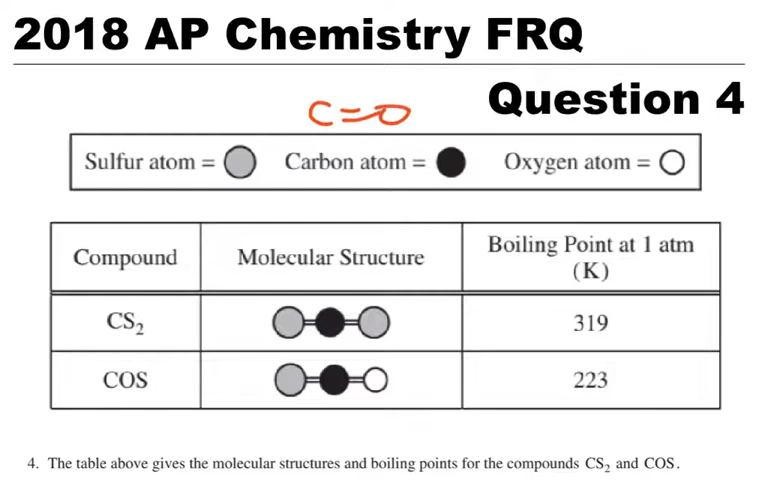 2018 AP Chemistry FRQ
Question 4
C=O
Sulfur atom = Carbon atom = Oxygen atom =
Compound Molecular Structure Boiling Point at 1 atm (K)
CS₂ 319
COS 223
4. The table above gives the molecular structures and boiling points for the compounds CS₂ and COS.